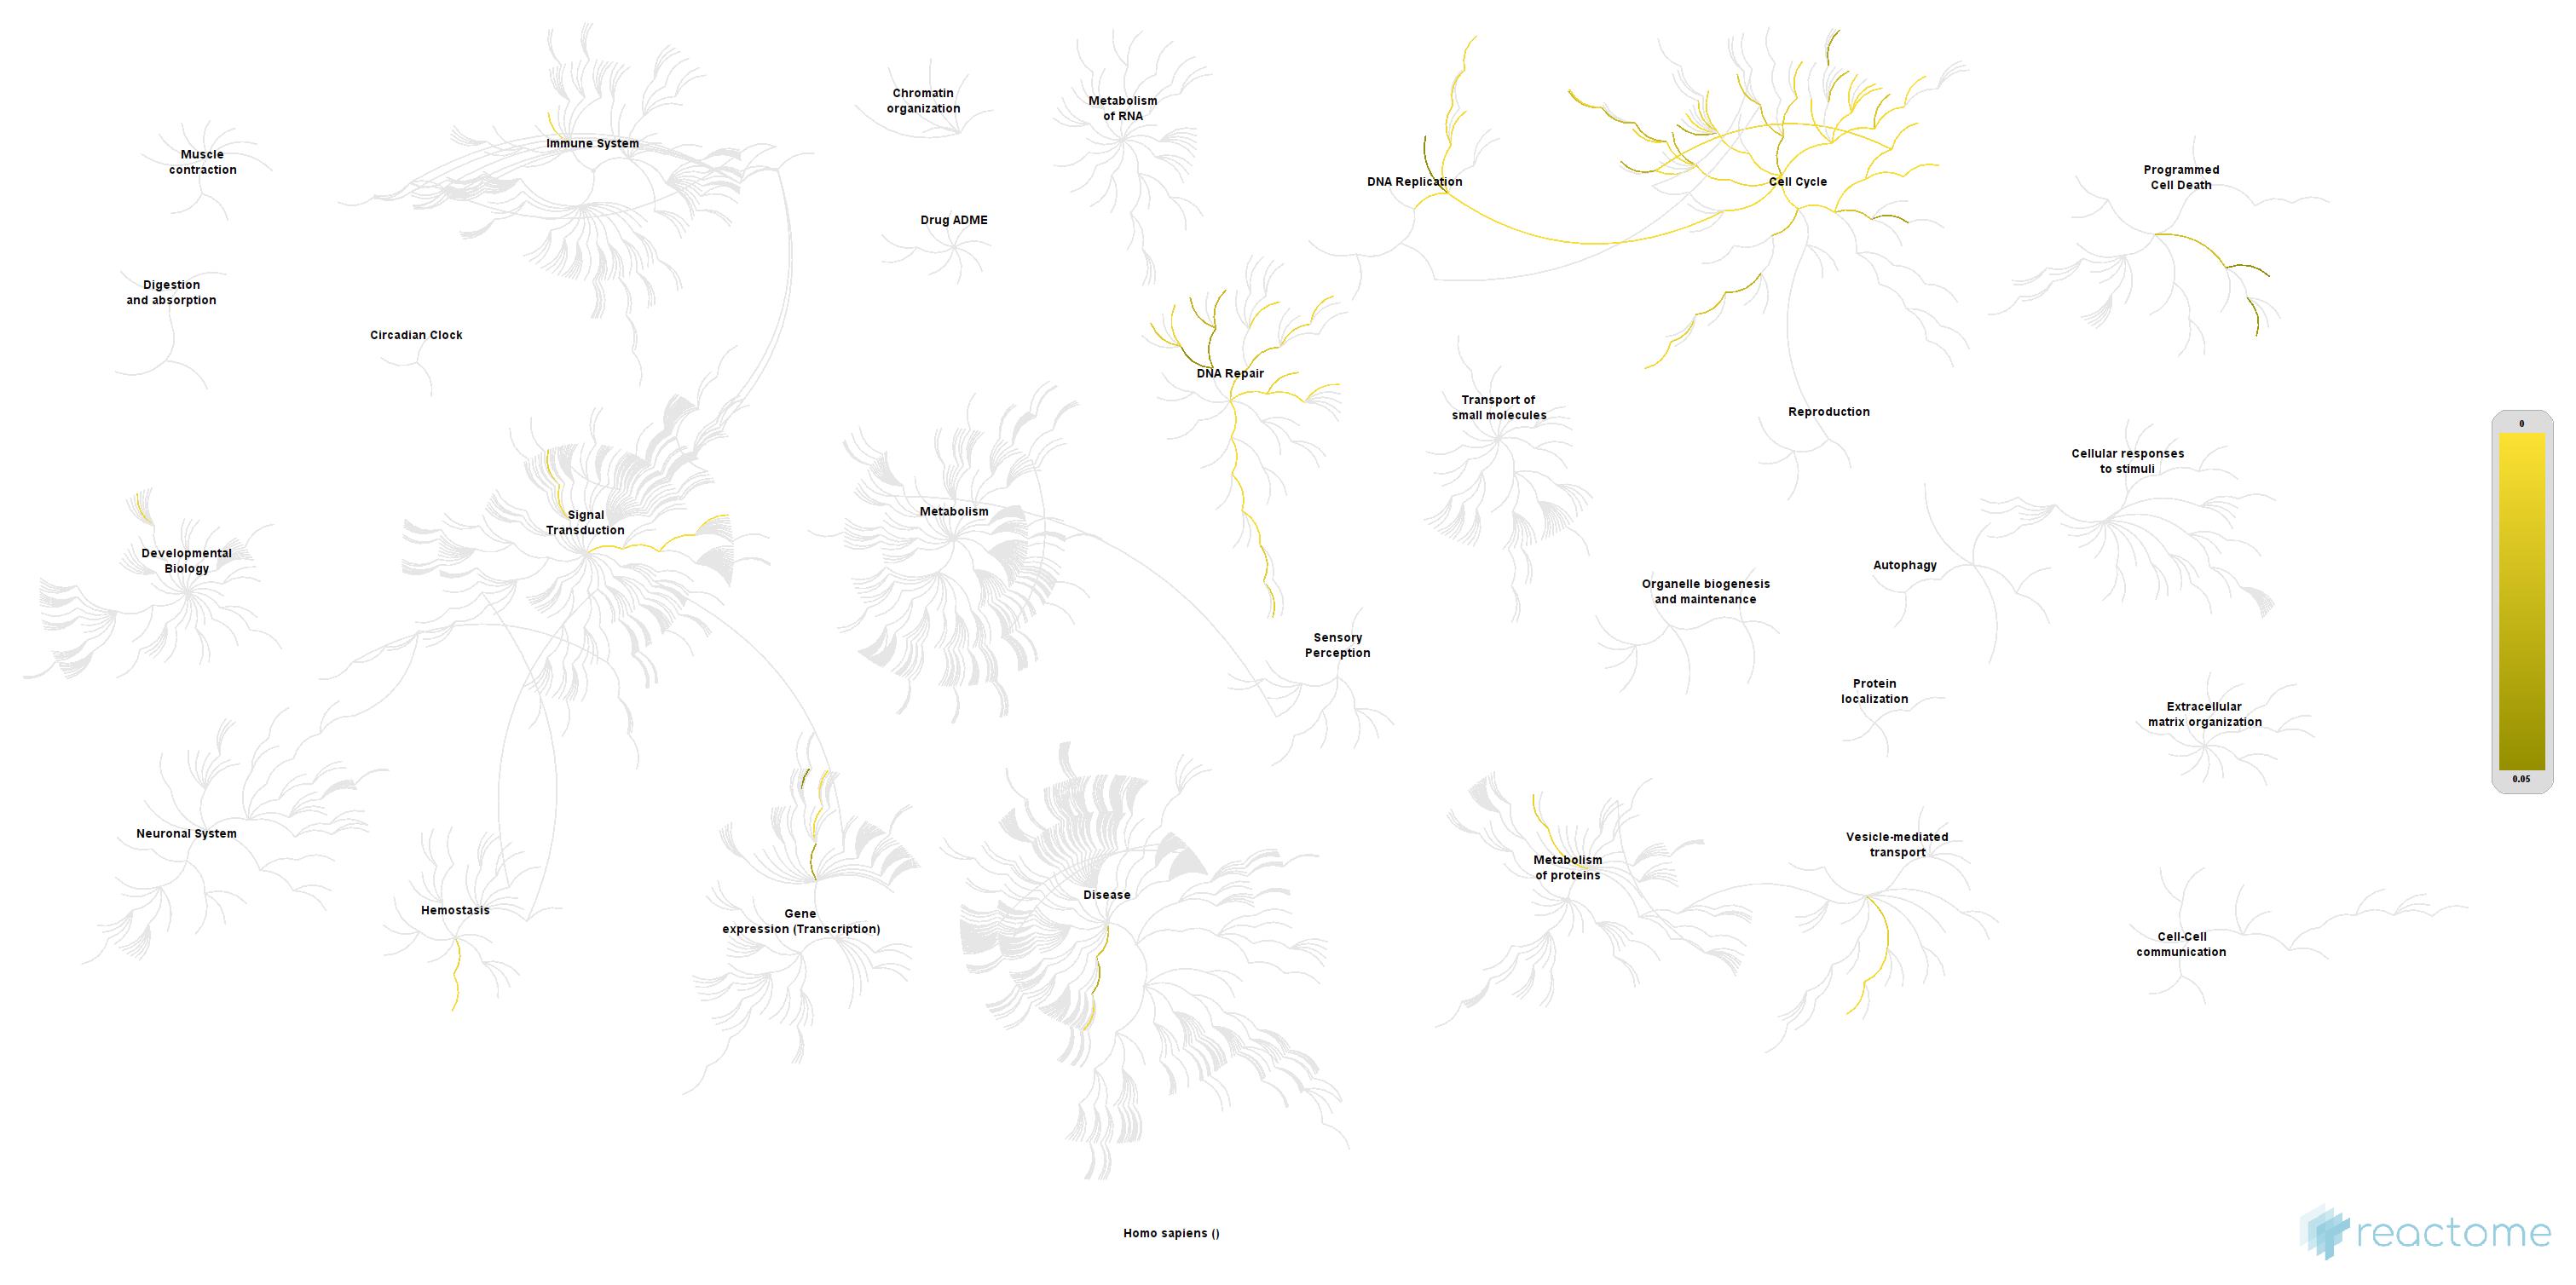 Chromatin
organization
Metabolism
of RNA
Immune System
Muscle
contraction
DNA Replication
Cell Cycle
Programmed
Cell Death
Drug ADME
Digestion
and absorption
Circadian Clock
DNA Repair
Transport of
small molecules
Reproduction
0
Cellular responses
to stimuli
Signal
Transduction
Metabolism
Developmental
Biology
Autophagy
Organelle biogenesis
and maintenance
Sensory
Perception
Protein
localization
Extracellular
matrix organization
0.05
Neuronal System
Vesicle-mediated
transport
Metabolism
of proteins
Disease
Hemostasis
Gene
expression (Transcription)
Cell-Cell
communication
Homo sapiens ()
reactome